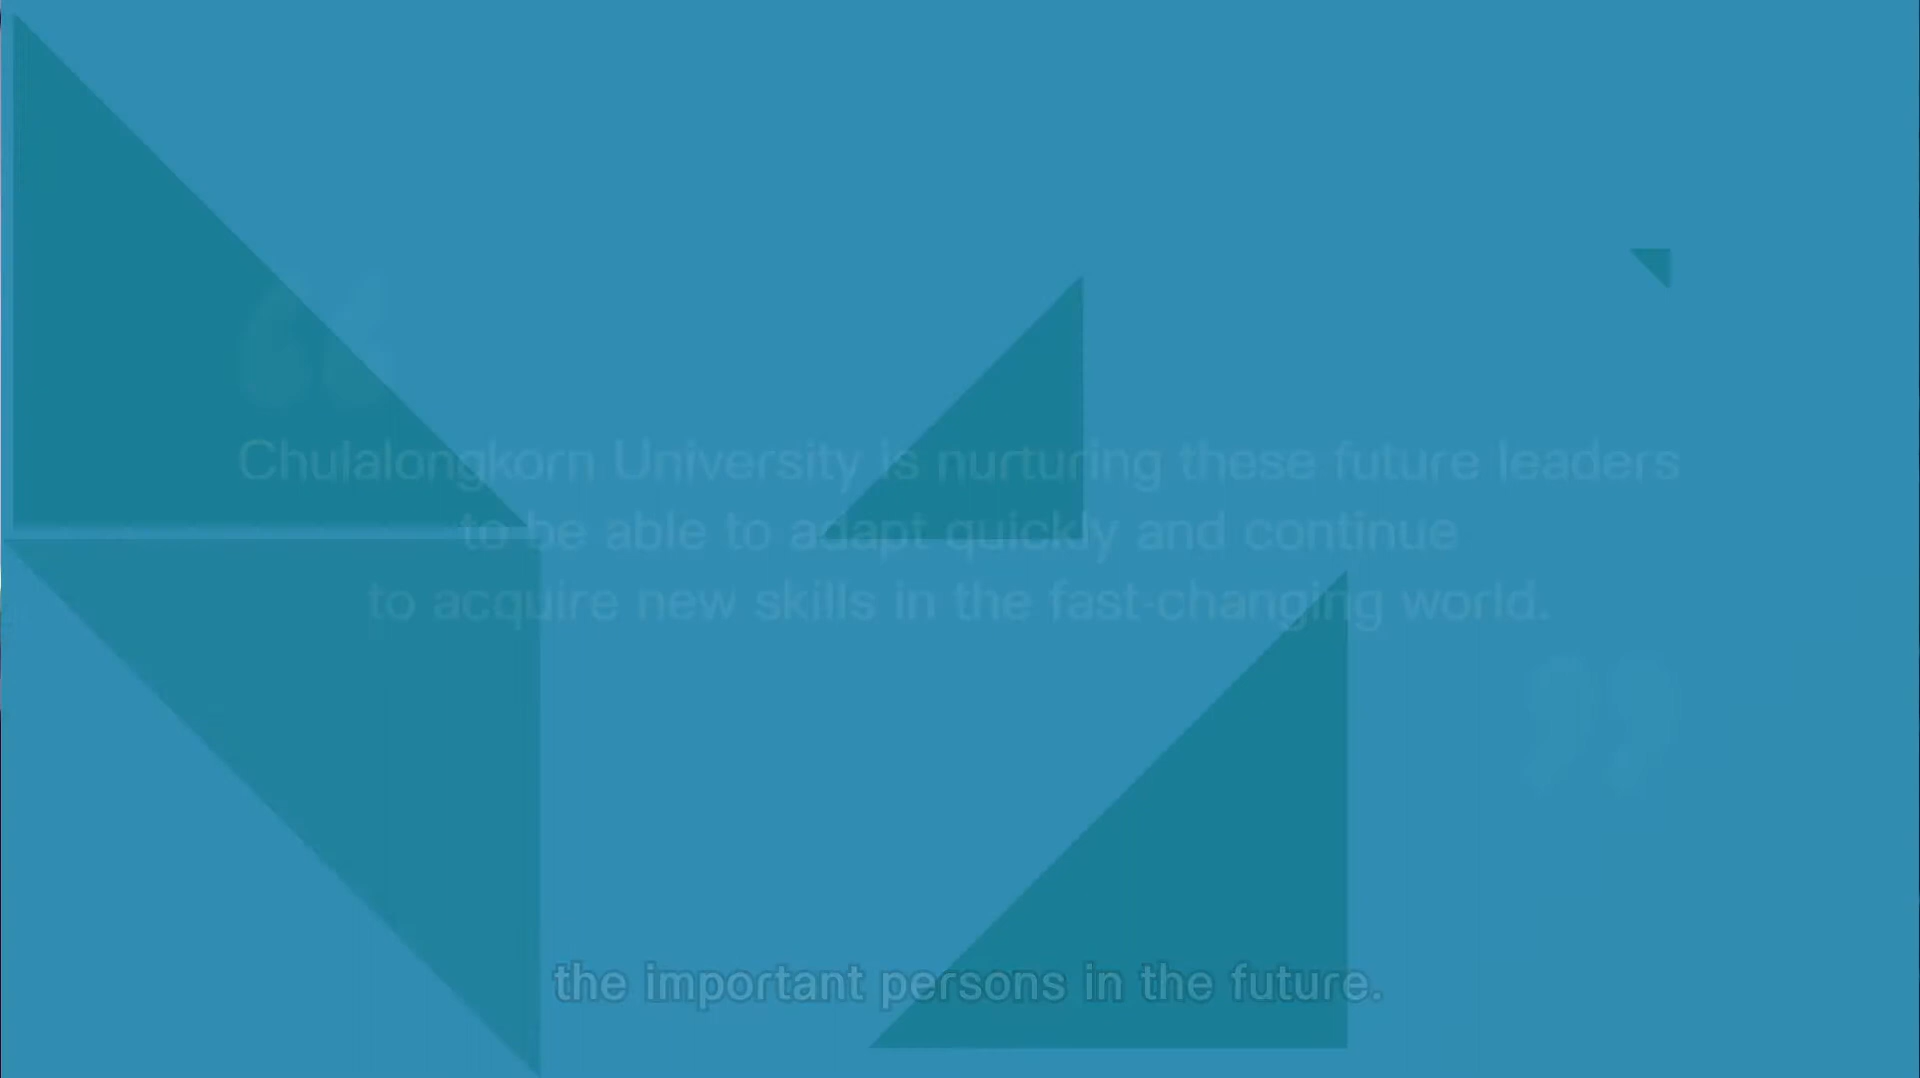 “
Chulalongkorn University is nurturing these future leaders
to be able to adapt quickly and continue
to acquire new skills in the fast-changing world.
”
the important persons in the future.